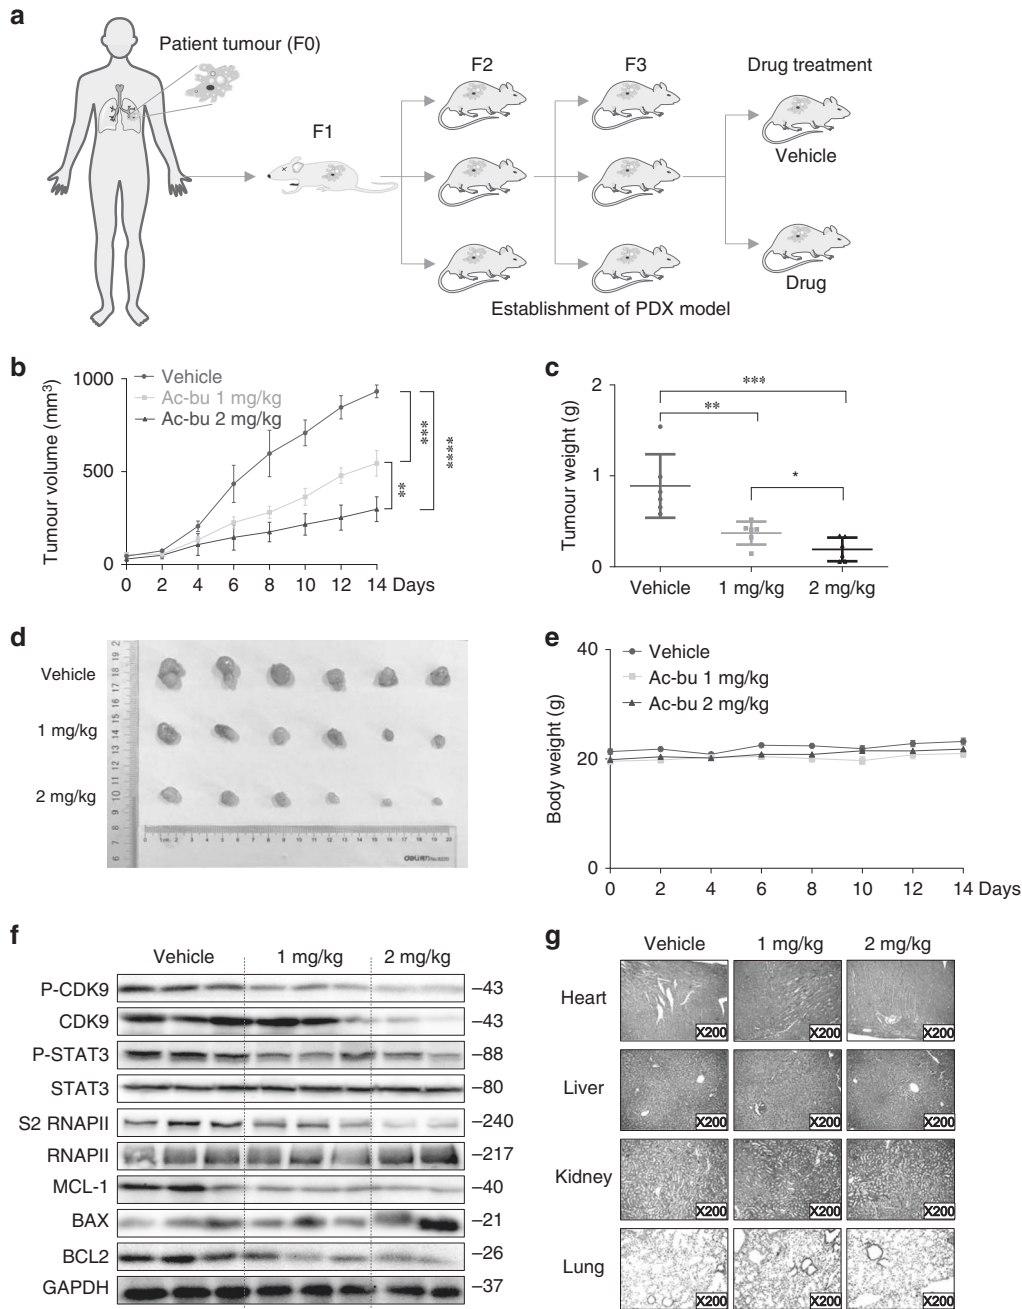 a
Patient tumour (F0)
F1
F2
F3
Drug treatment
Vehicle
Drug
Establishment of PDX model
b
Tumour volume (mm³)
1000
500
0
Vehicle
Ac-bu 1 mg/kg
Ac-bu 2 mg/kg
***
****
**
0 2 4 6 8 10 12 14 Days
c
Tumour weight (g)
2
1
0
***
**
*
Vehicle 1 mg/kg 2 mg/kg
d
Vehicle
1 mg/kg
2 mg/kg
e
Body weight (g)
40
20
0
Vehicle
Ac-bu 1 mg/kg
Ac-bu 2 mg/kg
0 2 4 6 8 10 12 14 Days
f
Vehicle 1 mg/kg 2 mg/kg
P-CDK9 –43
CDK9 –43
P-STAT3 –88
STAT3 –80
S2 RNAPII –240
RNAPII –217
MCL-1 –40
BAX –21
BCL2 –26
GAPDH –37
g
Vehicle 1 mg/kg 2 mg/kg
Heart X200 X200 X200
Liver X200 X200 X200
Kidney X200 X200 X200
Lung X200 X200 X200